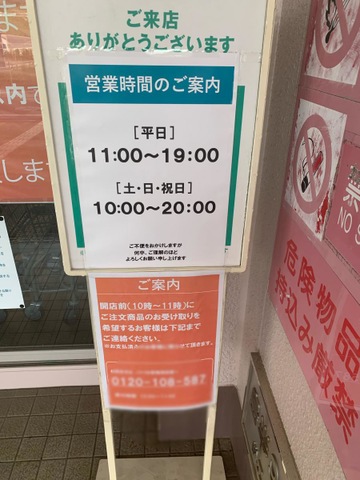 ご来店
ありがとうございます
営業時間のご案内
[平日]
11:00～19:00
[土・日・祝日]
10:00～20:00
ご不便をおかけしますが
何卒、ご理解のほど
よろしくお願い申し上げます
ご案内
開店前(10時～11時)に
ご注文商品のお受け取りを
希望するお客様は下記まで
ご連絡ください。
0120-108-587
禁
危険物品
持込み厳禁